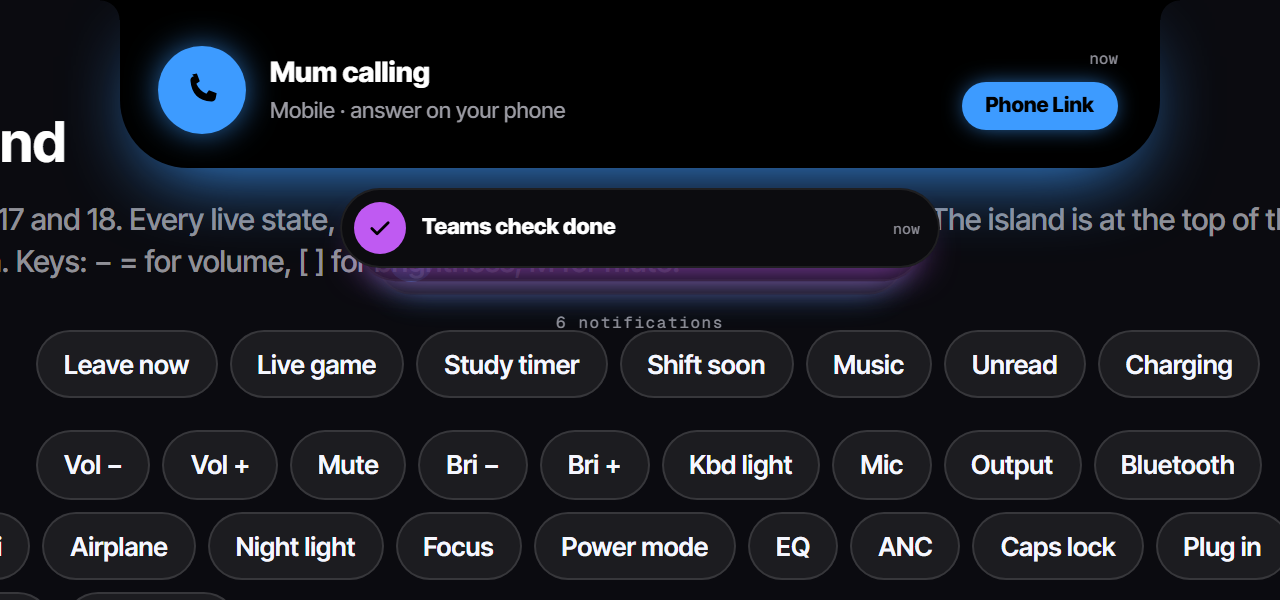 now
Mum calling
Mobile · answer on your phone
Phone Link
nd
17 and 18. Every live state,
The island is at the top of th
Teams check done
now
. Keys: – = for volume, [ ] for brightness, M for mute.
6 notifications
Leave now
Live game
Study timer
Shift soon
Music
Unread
Charging
Vol –
Vol +
Mute
Bri –
Bri +
Kbd light
Mic
Output
Bluetooth
i
Airplane
Night light
Focus
Power mode
EQ
ANC
Caps lock
Plug in